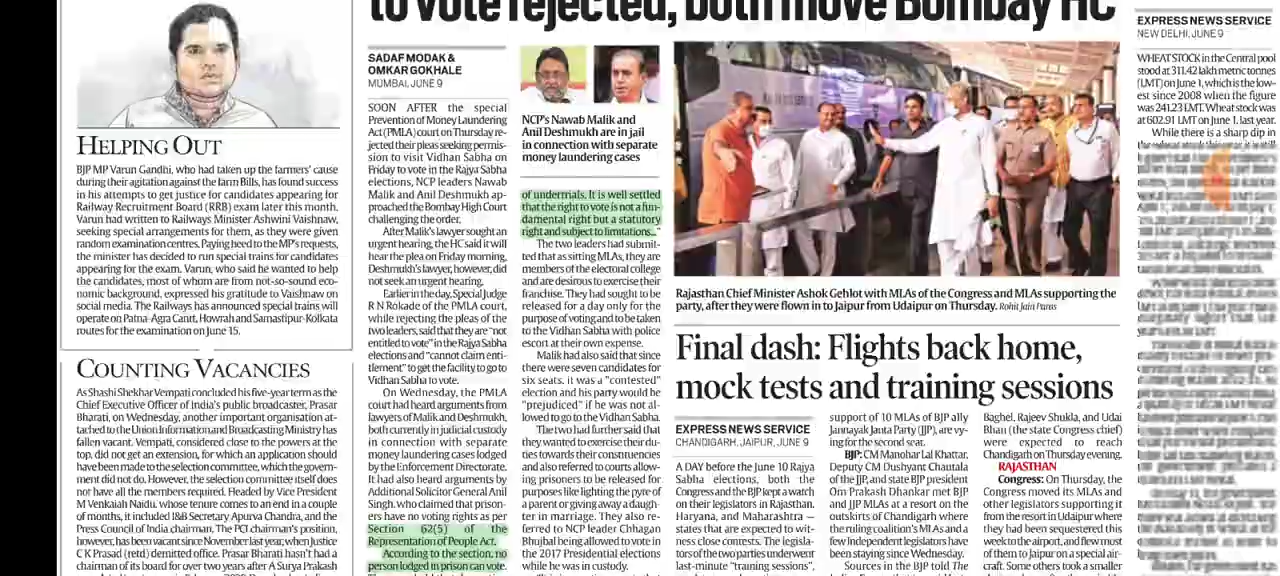 to vote rejected, both move Bombay HC
HELPING OUT
BJP MP Varun Gandhi, who had taken up the farmers' cause
during their agitation against the farm Bills, has found success
in his attempts to get justice for candidates appearing for
Railway Recruitment Board (RRB) exam later this month.
Varun had written to Railways Minister Ashwini Vaishnaw,
seeking special arrangements for them, as they were given
random examination centres. Paying heed to the MP's requests,
the minister has decided to run special trains for candidates
appearing for the exam. Varun, who said he wanted to help
the candidates, most of whom are from not-so-sound eco-
nomic background, expressed his gratitude to Vaishnaw on
social media. The Railways has announced special trains will
operate on Patna-Agra Cantt, Howrah and Samastipur-Kolkata
routes for the examination on June 15.
COUNTING VACANCIES
As Shashi Shekhar Vempati concluded his five-year term as the
Chief Executive Officer of India's public broadcaster, Prasar
Bharati, on Wednesday, another important organisation at-
tached to the Union Information and Broadcasting Ministry has
fallen vacant. Vempati, considered close to the powers at the
top, did not get an extension, for which an application should
have been made to the selection committee, which the govern-
ment did not do. However, the selection committee itself does
not have all the members required. Headed by Vice President
M Venkaiah Naidu, whose tenure comes to an end in a couple
of months, it included I&B Secretary Apurva Chandra, and the
Press Council of India chairman. The PCI chairman's position,
however, has been vacant since November last year, when Justice
C K Prasad (retd) demitted office. Prasar Bharati hasn't had a
chairman of its board for over two years after A Surya Prakash
SADAF MODAK &
OMKAR GOKHALE
MUMBAI, JUNE 9
SOON AFTER the special
Prevention of Money Laundering
Act (PMLA) court on Thursday re-
jected their pleas seeking permis-
sion to visit Vidhan Sabha on
Friday to vote in the Rajya Sabha
elections, NCP leaders Nawab
Malik and Anil Deshmukh ap-
proached the Bombay High Court
challenging the order.
After Malik's lawyer sought an
urgent hearing, the HC said it will
hear the plea on Friday morning.
Deshmukh's lawyer, however, did
not seek an urgent hearing.
Earlier in the day, Special Judge
R N Rokade of the PMLA court,
while rejecting the pleas of the
two leaders, said that they are "not
entitled to vote" in the Rajya Sabha
elections and "cannot claim enti-
tlement" to get the facility to go to
Vidhan Sabha to vote.
On Wednesday, the PMLA
court had heard arguments from
lawyers of Malik and Deshmukh,
both currently in judicial custody
in connection with separate
money laundering cases lodged
by the Enforcement Directorate.
It had also heard arguments by
Additional Solicitor General Anil
Singh, who claimed that prison-
ers have no voting rights as per
Section 62(5) of the
Representation of People Act.
According to the section, no
person lodged in prison can vote.
NCP's Nawab Malik and
Anil Deshmukh are in jail
in connection with separate
money laundering cases
of undertrials. It is well settled
that the right to vote is not a fun-
damental right but a statutory
right and subject to limitations..."
The two leaders had submit-
ted that as sitting MLAs, they are
members of the electoral college
and are desirous to exercise their
franchise. They had sought to be
released for a day only for the
purpose of voting and to be taken
to the Vidhan Sabha with police
escort at their own expense.
Malik had also said that since
there were seven candidates for
six seats, it was a "contested"
election and his party would be
"prejudiced" if he was not al-
lowed to go to the Vidhan Sabha.
The two had further said that
they wanted to exercise their du-
ties towards their constituencies
and also referred to courts allow-
ing prisoners to be released for
purposes like lighting the pyre of
a parent or giving away a daugh-
ter in marriage. They also re-
ferred to NCP leader Chhagan
Bhujbal being allowed to vote in
the 2017 Presidential elections
while he was in custody.
Rajasthan Chief Minister Ashok Gehlot with MLAs of the Congress and MLAs supporting the
party, after they were flown in to Jaipur from Udaipur on Thursday. Rohit Jain Paras
Final dash: Flights back home,
mock tests and training sessions
EXPRESS NEWS SERVICE
CHANDIGARH, JAIPUR, JUNE 9
A DAY before the June 10 Rajya
Sabha elections, both the
Congress and the BJP kept a watch
on their legislators in Rajasthan,
Haryana, and Maharashtra —
states that are expected to wit-
ness close contests. The legisla-
tors of the two parties underwent
last-minute "training sessions",
support of 10 MLAs of BJP ally
Jannayak Janta Party (JJP), are vy-
ing for the second seat.
BJP: CM Manohar Lal Khattar,
Deputy CM Dushyant Chautala
of the JJP, and state BJP president
Om Prakash Dhankar met BJP
and JJP MLAs at a resort on the
outskirts of Chandigarh where
the ruling coalition's MLAs and a
few Independent legislators have
been staying since Wednesday.
Sources in the BJP told The
Baghel, Rajeev Shukla, and Udai
Bhan (the state Congress chief)
were expected to reach
Chandigarh on Thursday evening.
RAJASTHAN
Congress: On Thursday, the
Congress moved its MLAs and
other legislators supporting it
from the resort in Udaipur where
they had been sequestered this
week to the airport, and flew most
of them to Jaipur on a special air-
craft. Some others took a smaller
EXPRESS NEWS SERVICE
NEW DELHI, JUNE 9
WHEAT STOCK in the Central pool
stood at 311.42 lakh metric tonnes
(LMT) on June 1, which is the low-
est since 2008 when the figure
was 241.23 LMT. Wheat stock was
at 602.91 LMT on June 1, last year.
While there is a sharp dip in